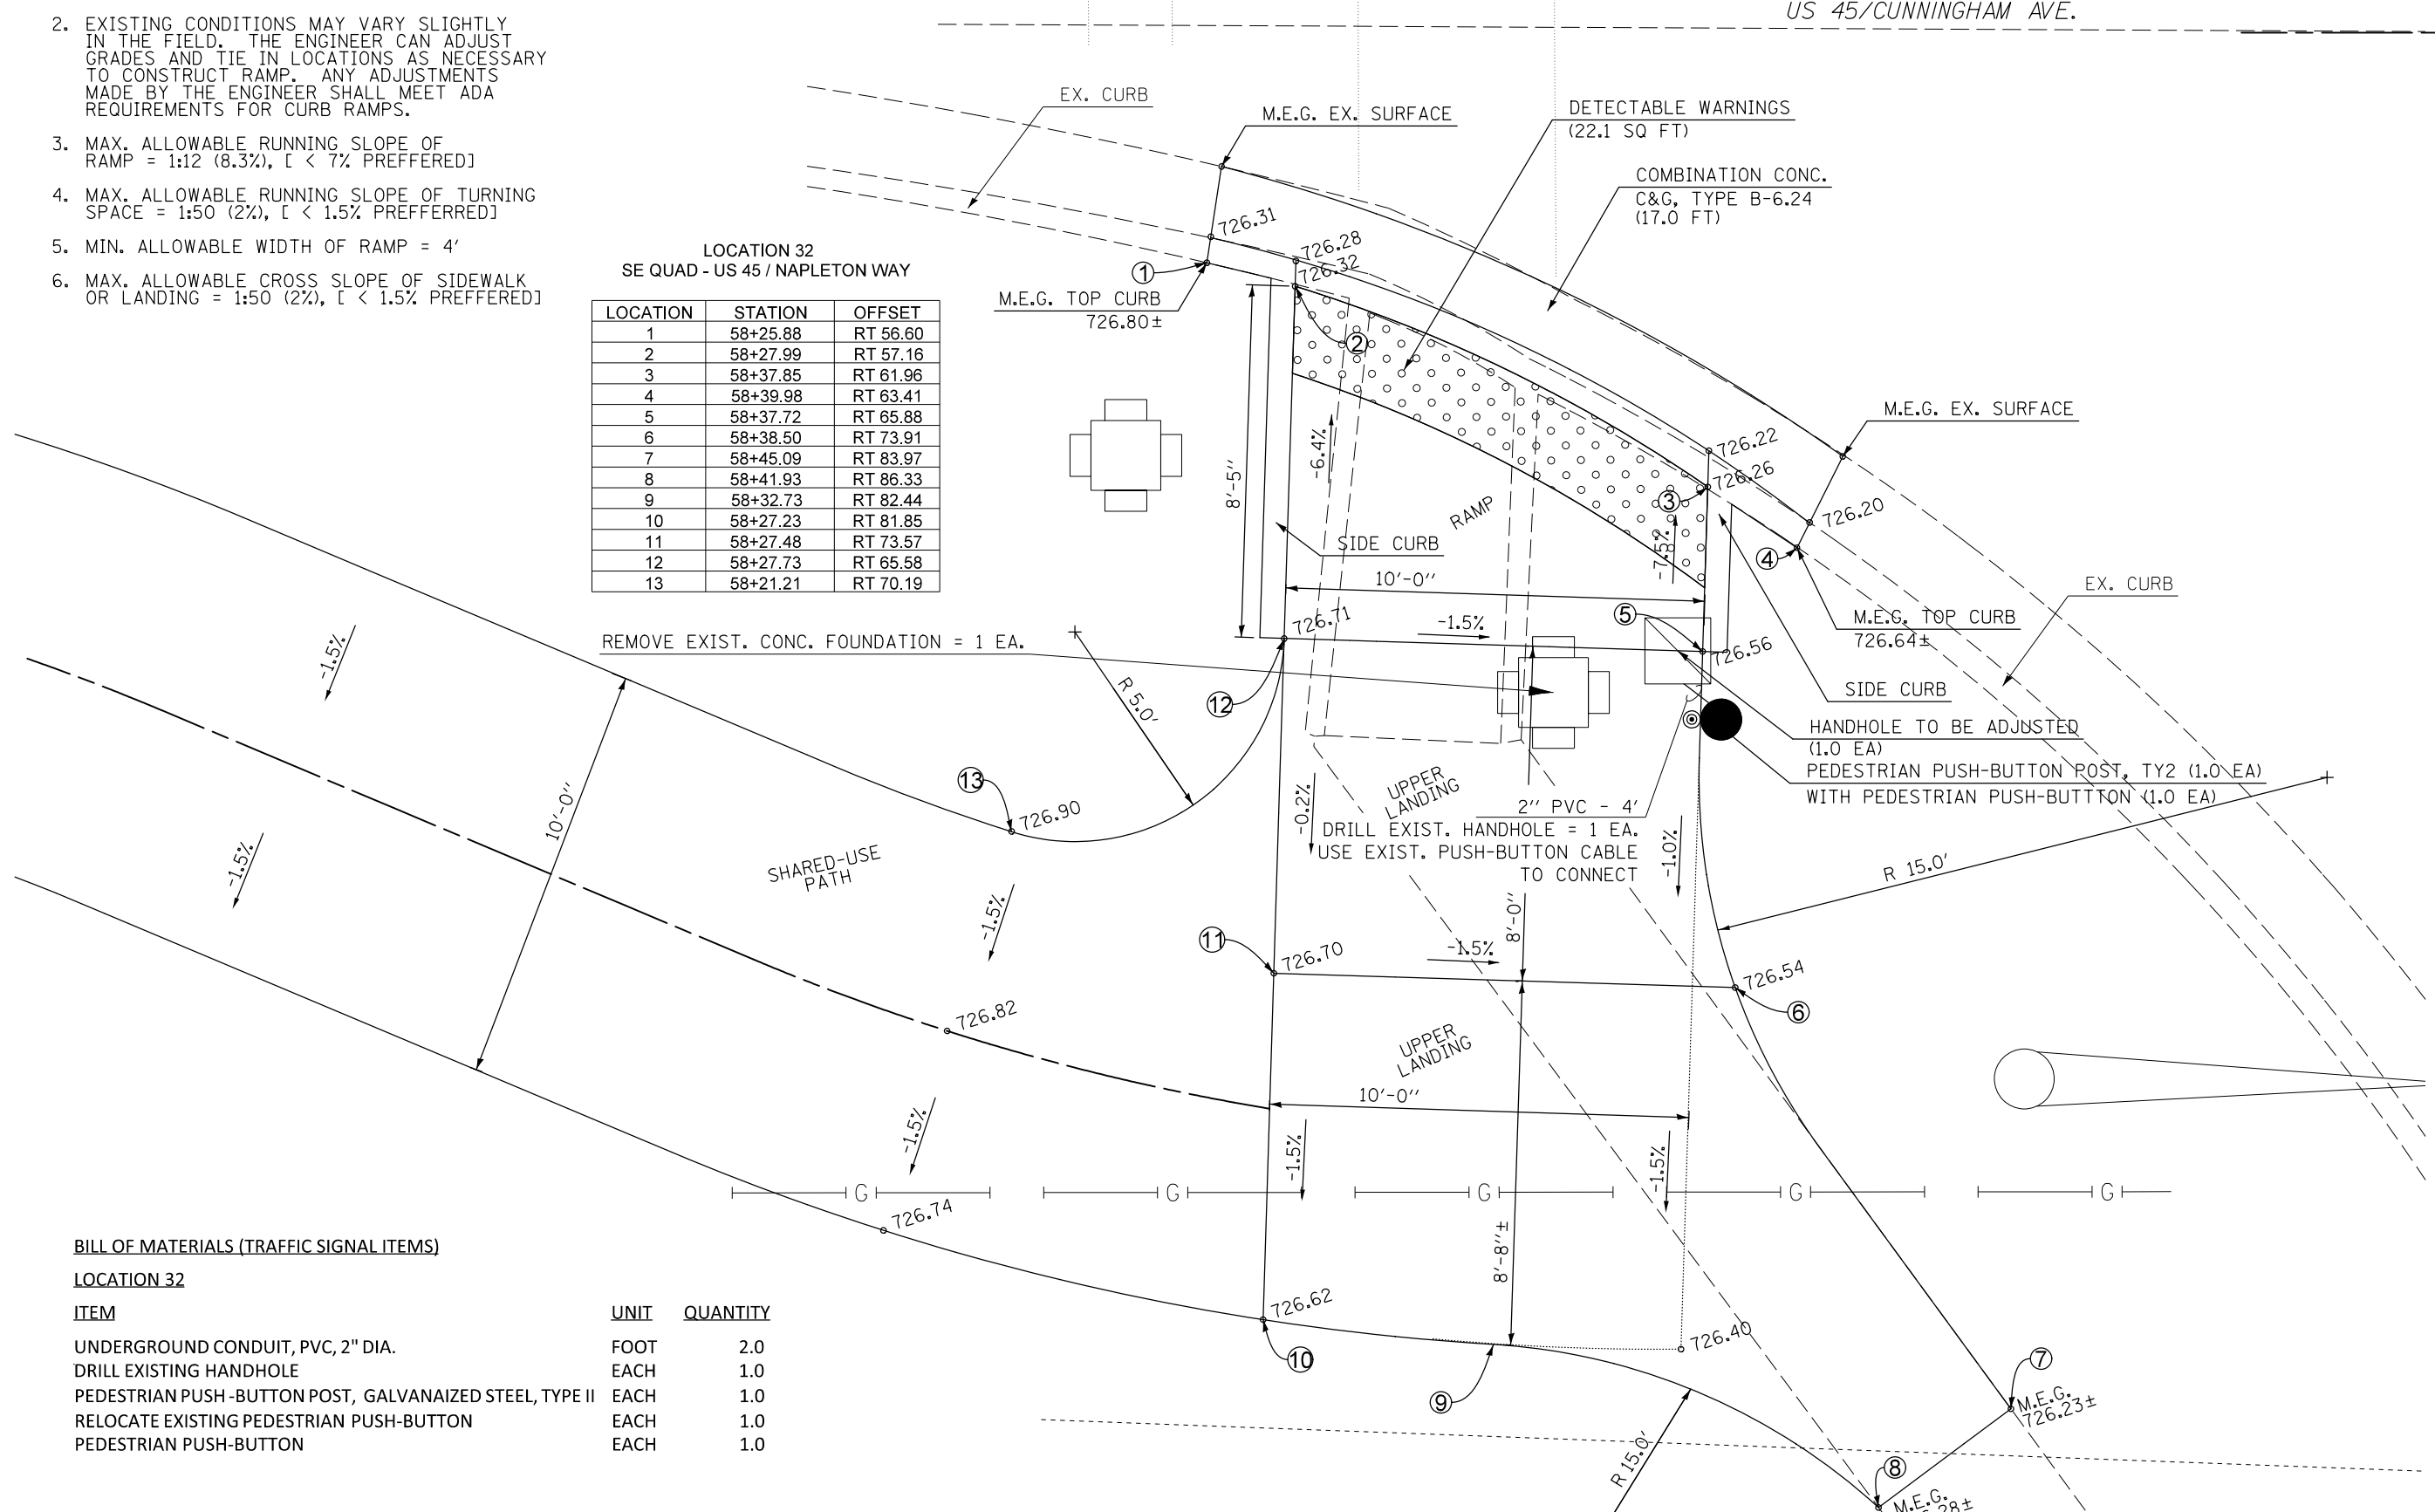 US 45/CUNNINGHAM AVE.
2. EXISTING CONDITIONS MAY VARY SLIGHTLY
IN THE FIELD. THE ENGINEER CAN ADJUST
GRADES AND TIE IN LOCATIONS AS NECESSARY
TO CONSTRUCT RAMP. ANY ADJUSTMENTS
MADE BY THE ENGINEER SHALL MEET ADA
REQUIREMENTS FOR CURB RAMPS.
3. MAX. ALLOWABLE RUNNING SLOPE OF
RAMP = 1:12 (8.3%), [ < 7% PREFFERED]
4. MAX. ALLOWABLE RUNNING SLOPE OF TURNING
SPACE = 1:50 (2%), [ < 1.5% PREFFERRED]
5. MIN. ALLOWABLE WIDTH OF RAMP = 4'
6. MAX. ALLOWABLE CROSS SLOPE OF SIDEWALK
OR LANDING = 1:50 (2%), [ < 1.5% PREFFERED]
LOCATION 32
SE QUAD - US 45 / NAPLETON WAY
LOCATION STATION OFFSET
1 58+25.88 RT 56.60
2 58+27.99 RT 57.16
3 58+37.85 RT 61.96
4 58+39.98 RT 63.41
5 58+37.72 RT 65.88
6 58+38.50 RT 73.91
7 58+45.09 RT 83.97
8 58+41.93 RT 86.33
9 58+32.73 RT 82.44
10 58+27.23 RT 81.85
11 58+27.48 RT 73.57
12 58+27.73 RT 65.58
13 58+21.21 RT 70.19
EX. CURB
M.E.G. EX. SURFACE
DETECTABLE WARNINGS
(22.1 SQ FT)
COMBINATION CONC.
C&G, TYPE B-6.24
(17.0 FT)
726.31
726.28
726.32
1
M.E.G. TOP CURB
726.80±
2
M.E.G. EX. SURFACE
726.22
726.26
726.20
3
4
8'-5"
-6.4%
RAMP
-7.5%
SIDE CURB
10'-0"
EX. CURB
M.E.G. TOP CURB
726.64±
5
726.71
-1.5%
726.56
REMOVE EXIST. CONC. FOUNDATION = 1 EA.
SIDE CURB
12
R 5.0'
HANDHOLE TO BE ADJUSTED
(1.0 EA)
PEDESTRIAN PUSH-BUTTON POST, TY2 (1.0 EA)
WITH PEDESTRIAN PUSH-BUTTTON (1.0 EA)
-1.5%
10'-0"
-1.5%
13
726.90
SHARED-USE
PATH
-1.5%
-0.2%
UPPER
LANDING
2" PVC - 4'
DRILL EXIST. HANDHOLE = 1 EA.
USE EXIST. PUSH-BUTTON CABLE
TO CONNECT
-1.0%
R 15.0'
8'-0"
11
726.70
-1.5%
726.54
6
726.82
UPPER
LANDING
10'-0"
-1.5%
-1.5%
-1.5%
G
G
G
G
G
726.74
8'-8"±
726.62
10
726.40
9
7
M.E.G.
726.23±
R 15.0'
8
M.E.G.
BILL OF MATERIALS (TRAFFIC SIGNAL ITEMS)
LOCATION 32
ITEM UNIT QUANTITY
UNDERGROUND CONDUIT, PVC, 2" DIA. FOOT 2.0
DRILL EXISTING HANDHOLE EACH 1.0
PEDESTRIAN PUSH-BUTTON POST, GALVANAIZED STEEL, TYPE II EACH 1.0
RELOCATE EXISTING PEDESTRIAN PUSH-BUTTON EACH 1.0
PEDESTRIAN PUSH-BUTTON EACH 1.0